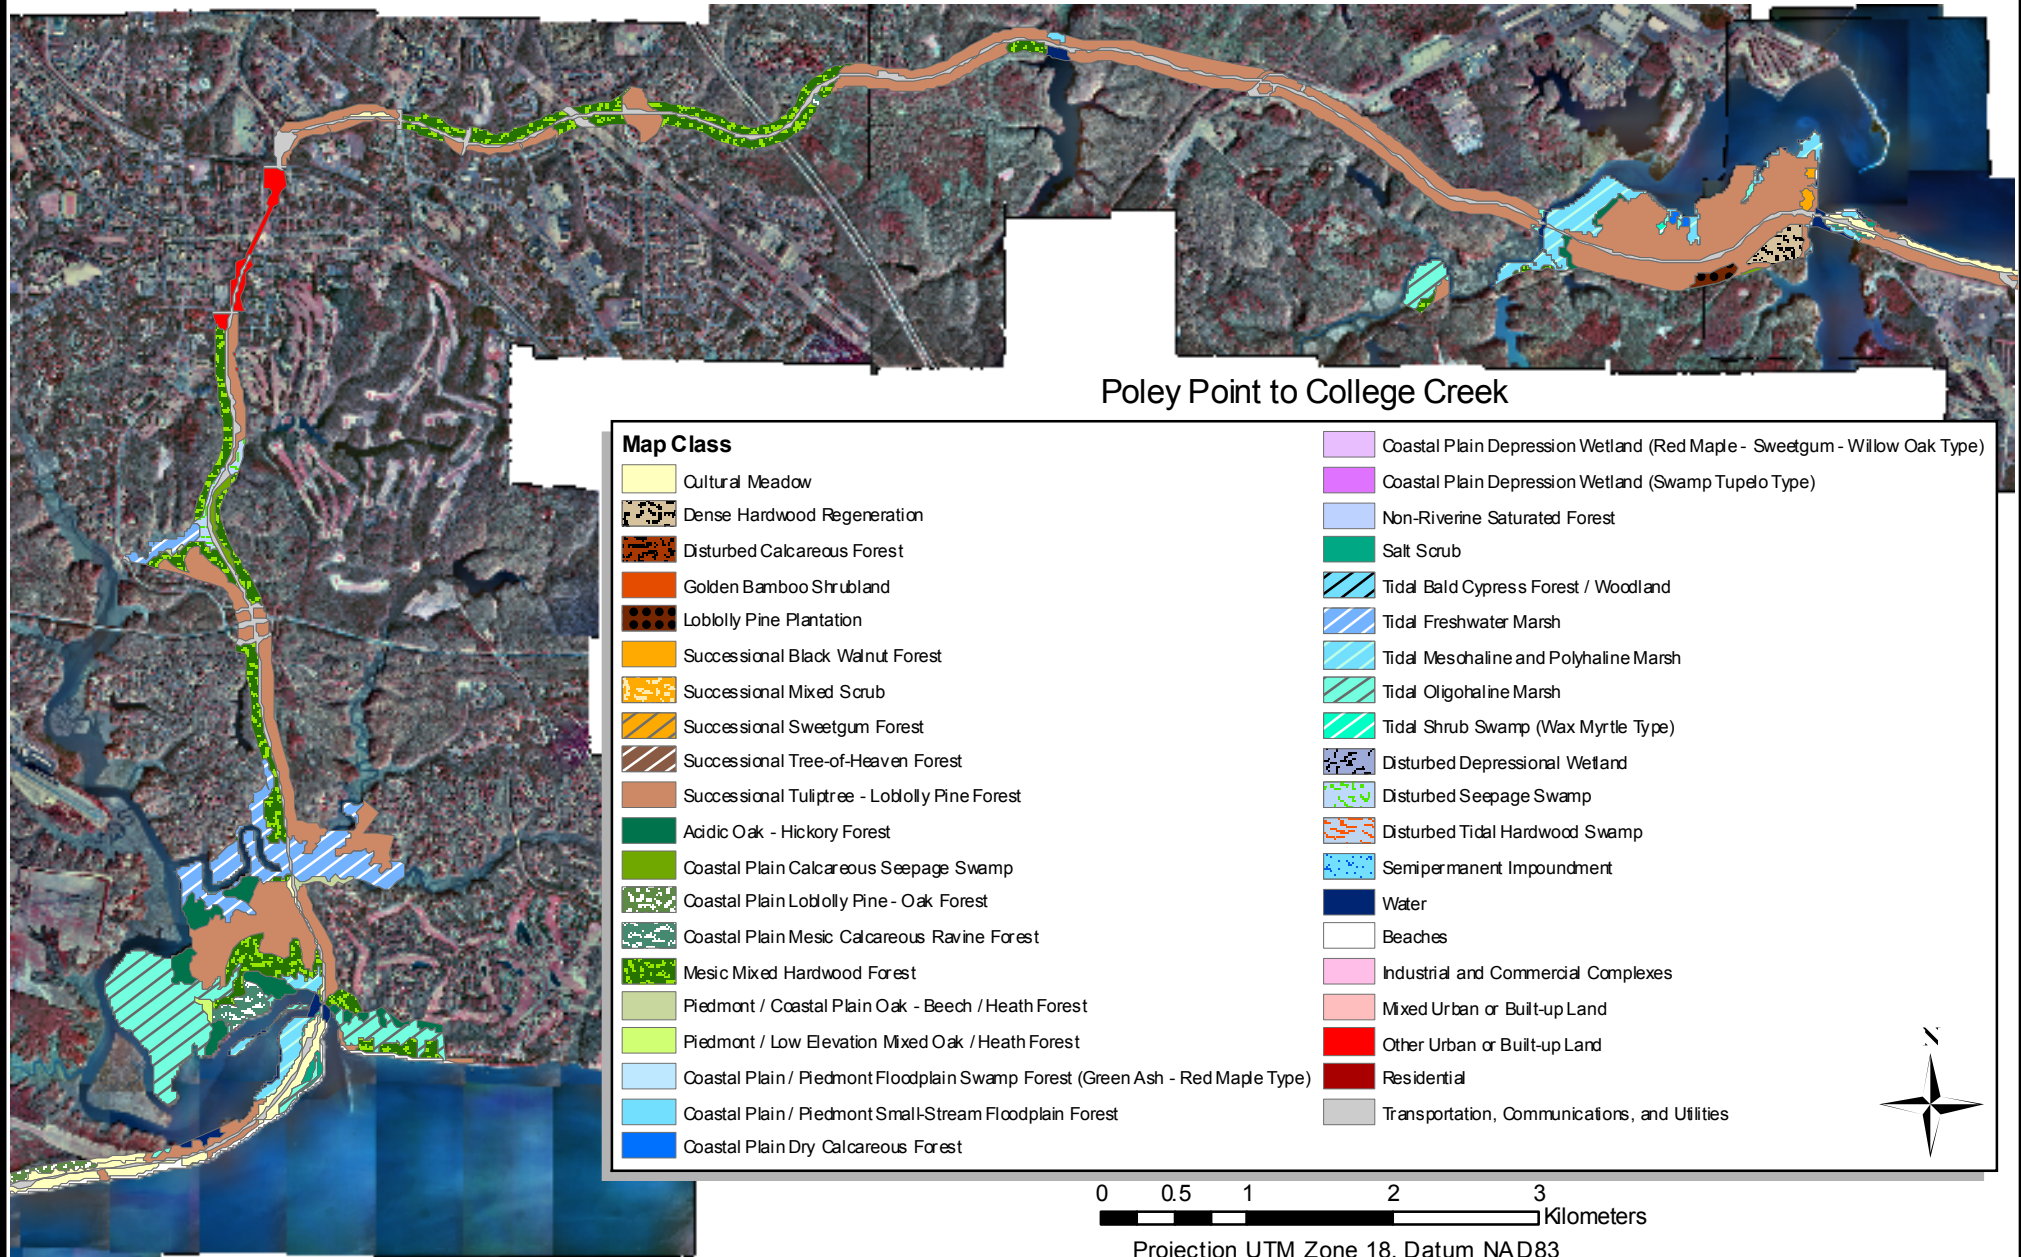 Poley Point to College Creek
Map Class
Cultural Meadow
Dense Hardwood Regeneration
Disturbed Calcareous Forest
Golden Bamboo Shrubland
Loblolly Pine Plantation
Successional Black Walnut Forest
Successional Mixed Scrub
Successional Sweetgum Forest
Successional Tree-of-Heaven Forest
Successional Tuliptree - Loblolly Pine Forest
Acidic Oak - Hickory Forest
Coastal Plain Calcareous Seepage Swamp
Coastal Plain Loblolly Pine - Oak Forest
Coastal Plain Mesic Calcareous Ravine Forest
Mesic Mixed Hardwood Forest
Piedmont / Coastal Plain Oak - Beech / Heath Forest
Piedmont / Low Elevation Mixed Oak / Heath Forest
Coastal Plain / Piedmont Floodplain Swamp Forest (Green Ash - Red Maple Type)
Coastal Plain / Piedmont Small-Stream Floodplain Forest
Coastal Plain Dry Calcareous Forest
Coastal Plain Depression Wetland (Red Maple - Sweetgum - Willow Oak Type)
Coastal Plain Depression Wetland (Swamp Tupelo Type)
Non-Riverine Saturated Forest
Salt Scrub
Tidal Bald Cypress Forest / Woodland
Tidal Freshwater Marsh
Tidal Mesohaline and Polyhaline Marsh
Tidal Oligohaline Marsh
Tidal Shrub Swamp (Wax Myrtle Type)
Disturbed Depressional Wetland
Disturbed Seepage Swamp
Disturbed Tidal Hardwood Swamp
Semipermanent Impoundment
Water
Beaches
Industrial and Commercial Complexes
Mixed Urban or Built-up Land
Other Urban or Built-up Land
Residential
Transportation, Communications, and Utilities
N
0 0.5 1 2 3
Kilometers
Projection UTM Zone 18, Datum NAD83